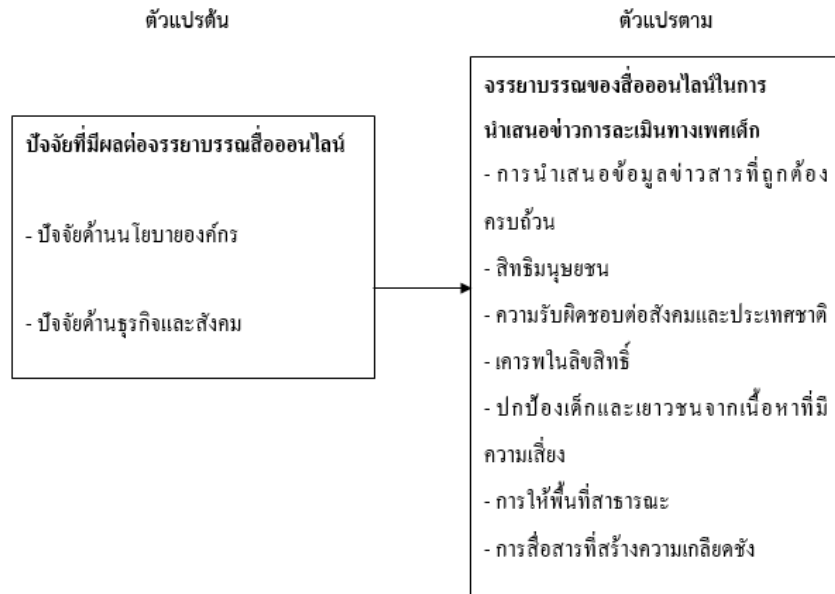 ตัวแปรต้น
ตัวแปรตาม
ปัจจัยที่มีผลต่อจรรยาบรรณสื่อออนไลน์
- ปัจจัยด้านนโยบายองค์กร
- ปัจจัยด้านธุรกิจและสังคม
จรรยาบรรณของสื่อออนไลน์ในการ
นำเสนอข่าวการละเมินทางเพศเด็ก
- การนำเสนอข้อมูลข่าวสารที่ถูกต้อง
ครบถ้วน
- สิทธิมนุษยชน
- ความรับผิดชอบต่อสังคมและประเทศชาติ
- เคารพในลิขสิทธิ์
- ปกป้องเด็กและเยาวชนจากเนื้อหาที่มี
ความเสี่ยง
- การให้พื้นที่สาธารณะ
- การสื่อสารที่สร้างความเกลียดชัง